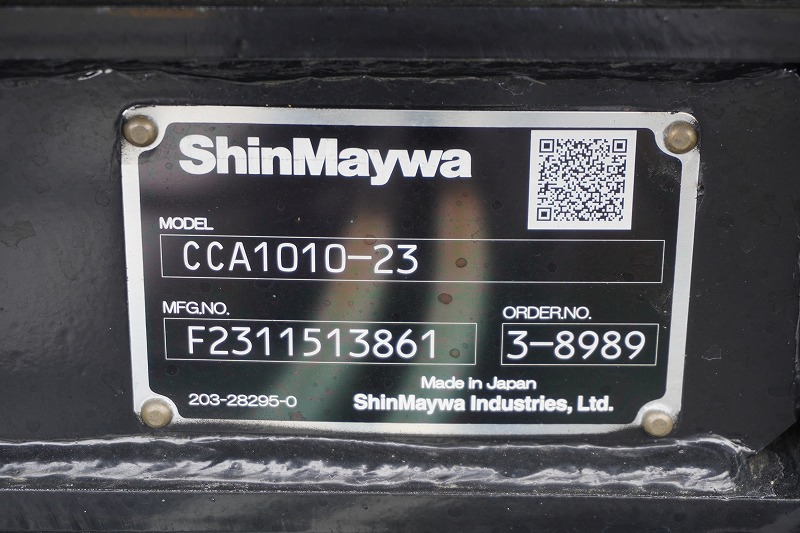 ShinMaywa
MODEL
CCA1010-23
MFG.NO.
F2311513861
ORDER.NO.
3-8989
Made in Japan
203-28295-0
ShinMaywa Industries, Ltd.